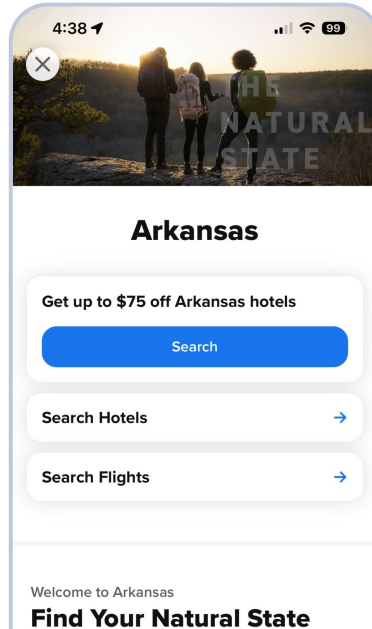 4:38
99
THE
NATURAL
STATE
Arkansas
Get up to $75 off Arkansas hotels
Search
Search Hotels
Search Flights
Welcome to Arkansas
Find Your Natural State